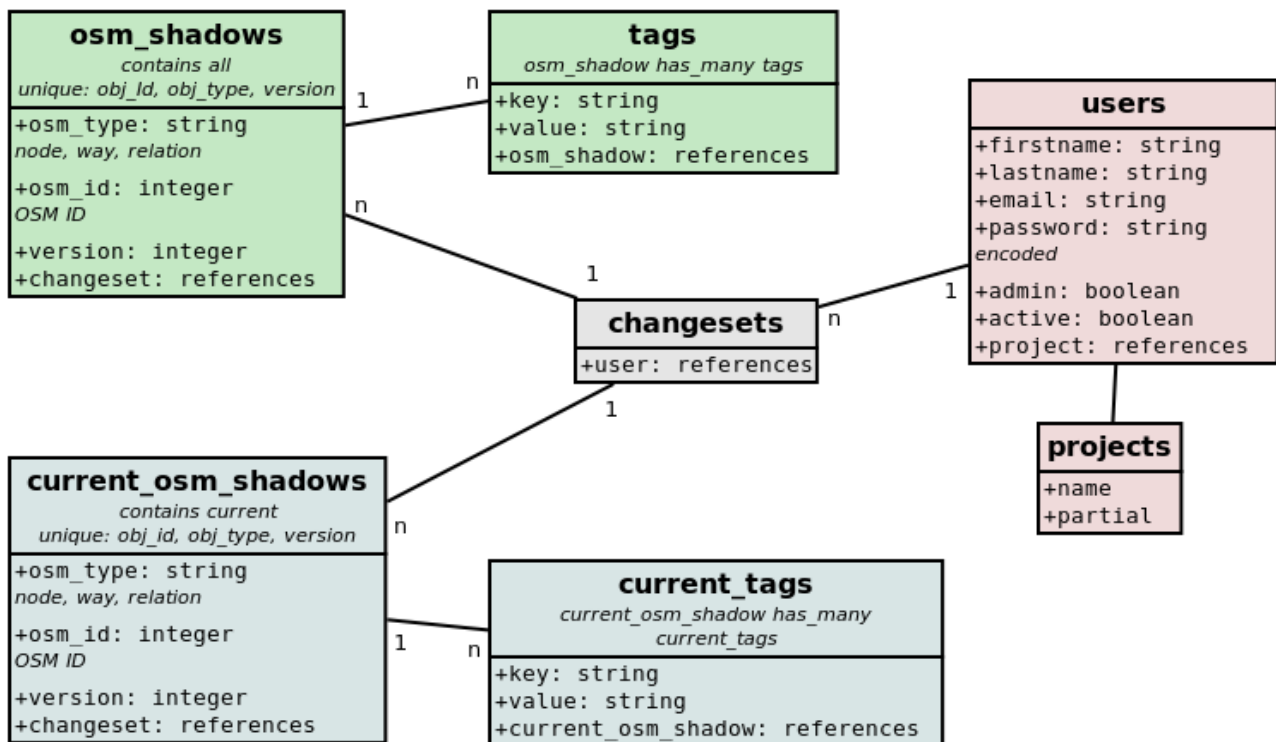 osm_shadows
contains all
unique: obj_Id, obj_type, version
+osm_type: string
node, way, relation
+osm_id: integer
OSM ID
+version: integer
+changeset: references
1
n
tags
osm_shadow has_many tags
+key: string
+value: string
+osm_shadow: references
users
+firstname: string
+lastname: string
+email: string
+password: string
encoded
+admin: boolean
+active: boolean
+project: references
n
1
changesets
+user: references
n
1
1
n
projects
+name
+partial
current_osm_shadows
contains current
unique: obj_id, obj_type, version
+osm_type: string
node, way, relation
+osm_id: integer
OSM ID
+version: integer
+changeset: references
1
n
current_tags
current_osm_shadow has_many
current_tags
+key: string
+value: string
+current_osm_shadow: references